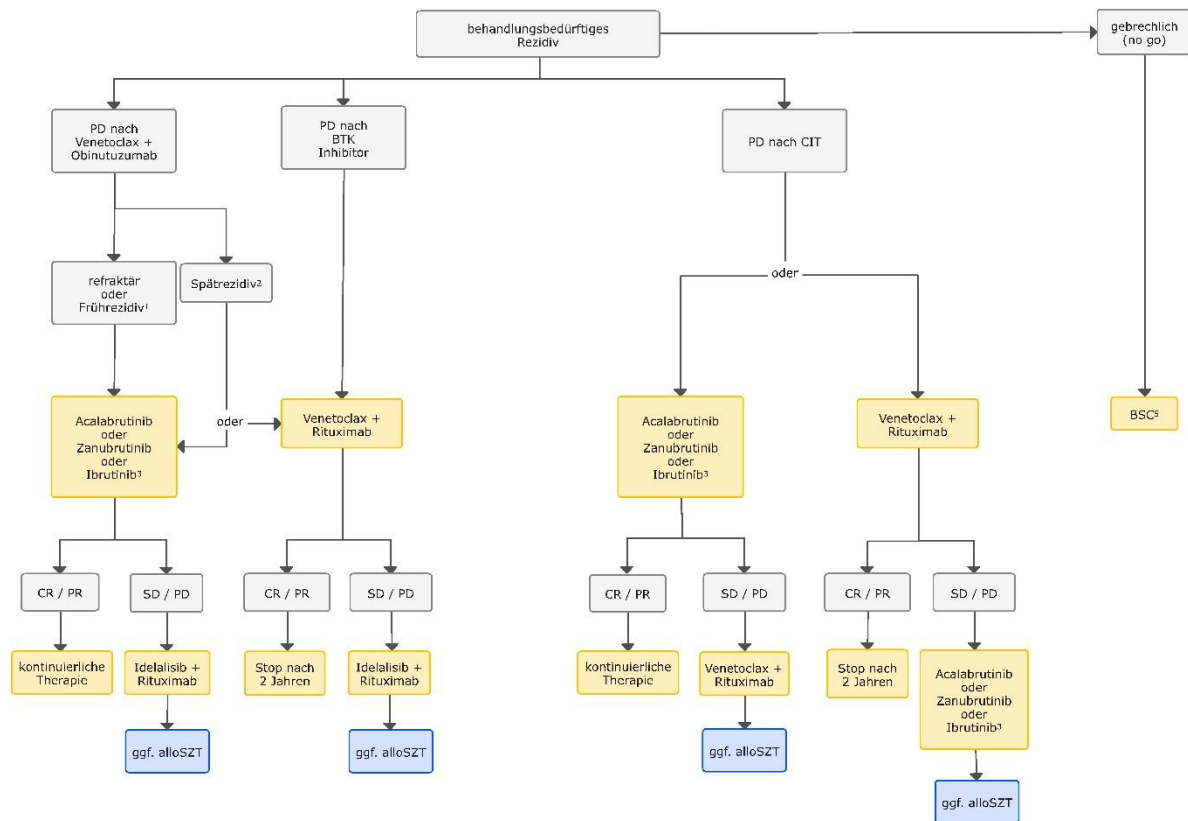 behandlungsbedürftiges
Rezidiv
gebrechlich
(no go)
PD nach
Venetoclax +
Obinutuzumab
PD nach
BTK
Inhibitor
PD nach CIT
refraktär
oder
Frührezidiv¹
Spätrezidiv²
oder
Acalabrutinib
oder
Zanubrutinib
oder
Ibrutinib³
oder
Venetoclax +
Rituximab
Acalabrutinib
oder
Zanubrutinib
oder
Ibrutinib³
Venetoclax +
Rituximab
BSC⁵
CR / PR
SD / PD
CR / PR
SD / PD
CR / PR
SD / PD
CR / PR
SD / PD
kontinuierliche
Therapie
Idelalisib +
Rituximab
Stop nach
2 Jahren
Idelalisib +
Rituximab
kontinuierliche
Therapie
Venetoclax +
Rituximab
Stop nach
2 Jahren
Acalabrutinib
oder
Zanubrutinib
oder
Ibrutinib³
ggf. alloSZT
ggf. alloSZT
ggf. alloSZT
ggf. alloSZT